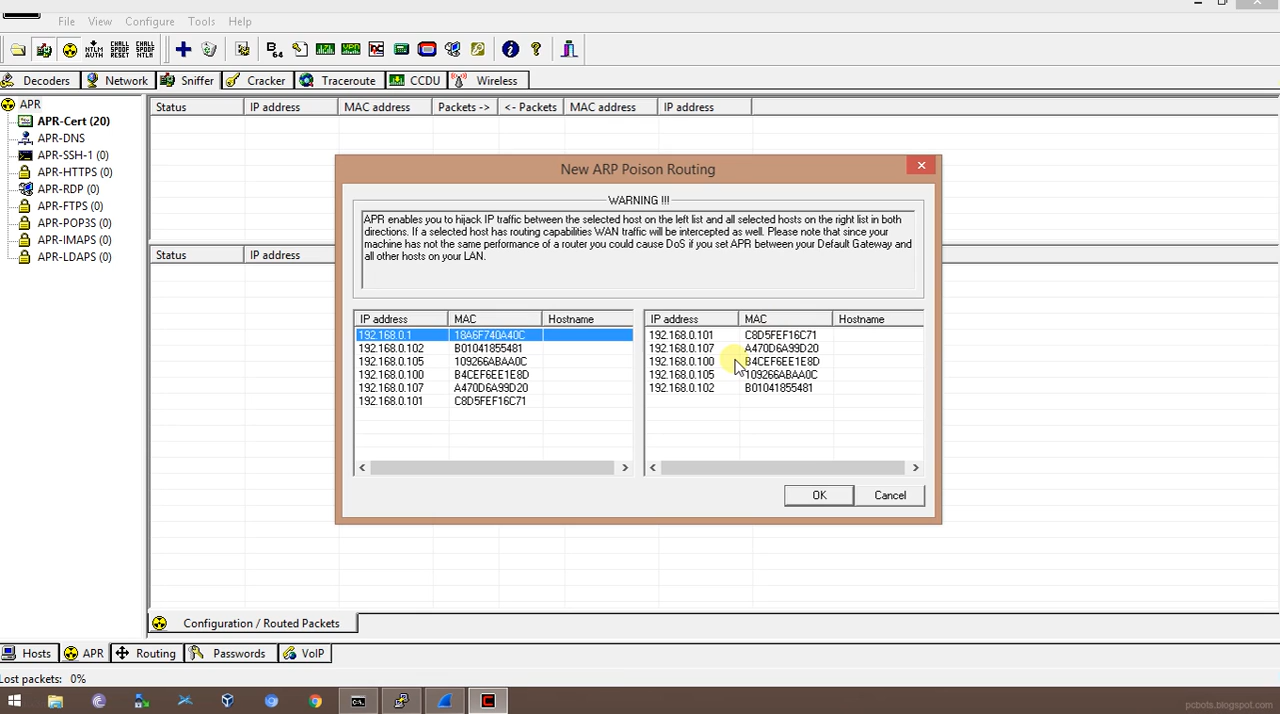 File View Configure Tools Help
NTLM AUTH CHALL SPOOF RESET CHALL SPOOF NTLM B 64
Decoders Network Sniffer Cracker Traceroute CCDU Wireless
APR
APR-Cert (20)
APR-DNS
APR-SSH-1 (0)
APR-HTTPS (0)
APR-RDP (0)
APR-FTPS (0)
APR-POP3S (0)
APR-IMAPS (0)
APR-LDAPS (0)
Status IP address MAC address Packets -> <- Packets MAC address IP address
Status IP address
New ARP Poison Routing
WARNING !!!
APR enables you to hijack IP traffic between the selected host on the left list and all selected hosts on the right list in both
directions. If a selected host has routing capabilities WAN traffic will be intercepted as well. Please note that since your
machine has not the same performance of a router you could cause DoS if you set APR between your Default Gateway and
all other hosts on your LAN.
IP address MAC Hostname
192.168.0.1 18A6F740A40C
192.168.0.102 B01041855481
192.168.0.105 109266ABAA0C
192.168.0.100 B4CEF6EE1E8D
192.168.0.107 A470D6A99D20
192.168.0.101 C8D5FEF16C71
IP address MAC Hostname
192.168.0.101 C8D5FEF16C71
192.168.0.107 A470D6A99D20
192.168.0.100 B4CEF6EE1E8D
192.168.0.105 109266ABAA0C
192.168.0.102 B01041855481
OK Cancel
Configuration / Routed Packets
Hosts APR Routing Passwords VoIP
Lost packets: 0%
pcbots.blogspot.com